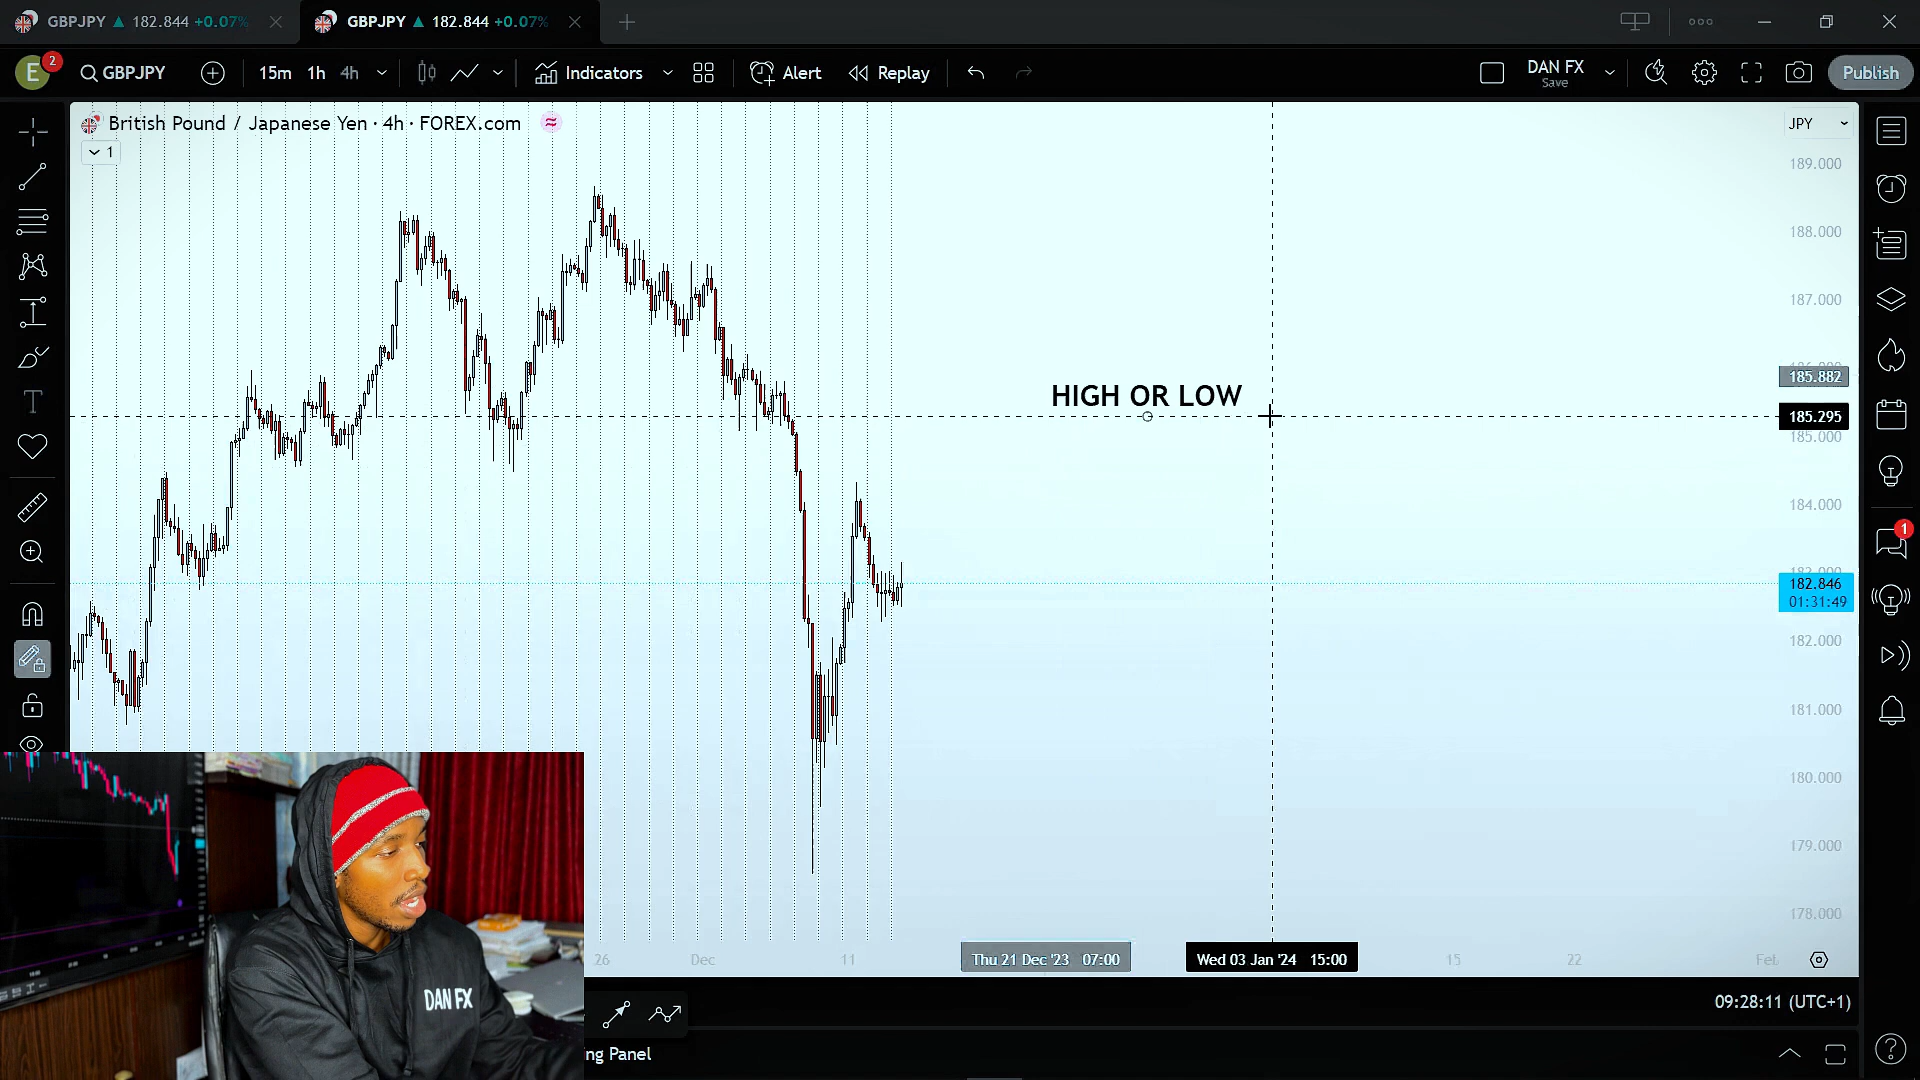 GBPJPY ▲ 182.844 +0.07%
GBPJPY ▲ 182.844 +0.07%
E 2 GBPJPY 15m 1h 4h Indicators Alert Replay DAN FX Publish
Save
British Pound / Japanese Yen · 4h · FOREX.com
JPY
1
189.000
188.000
187.000
185.882
HIGH OR LOW
185.295
185.000
184.000
1
182.846
01:31:49
182.000
181.000
180.000
179.000
178.000
26 Dec 11 Thu 21 Dec '23 07:00 Wed 03 Jan '24 15:00 15 22
DAN FX
09:28:11 (UTC+1)
ng Panel